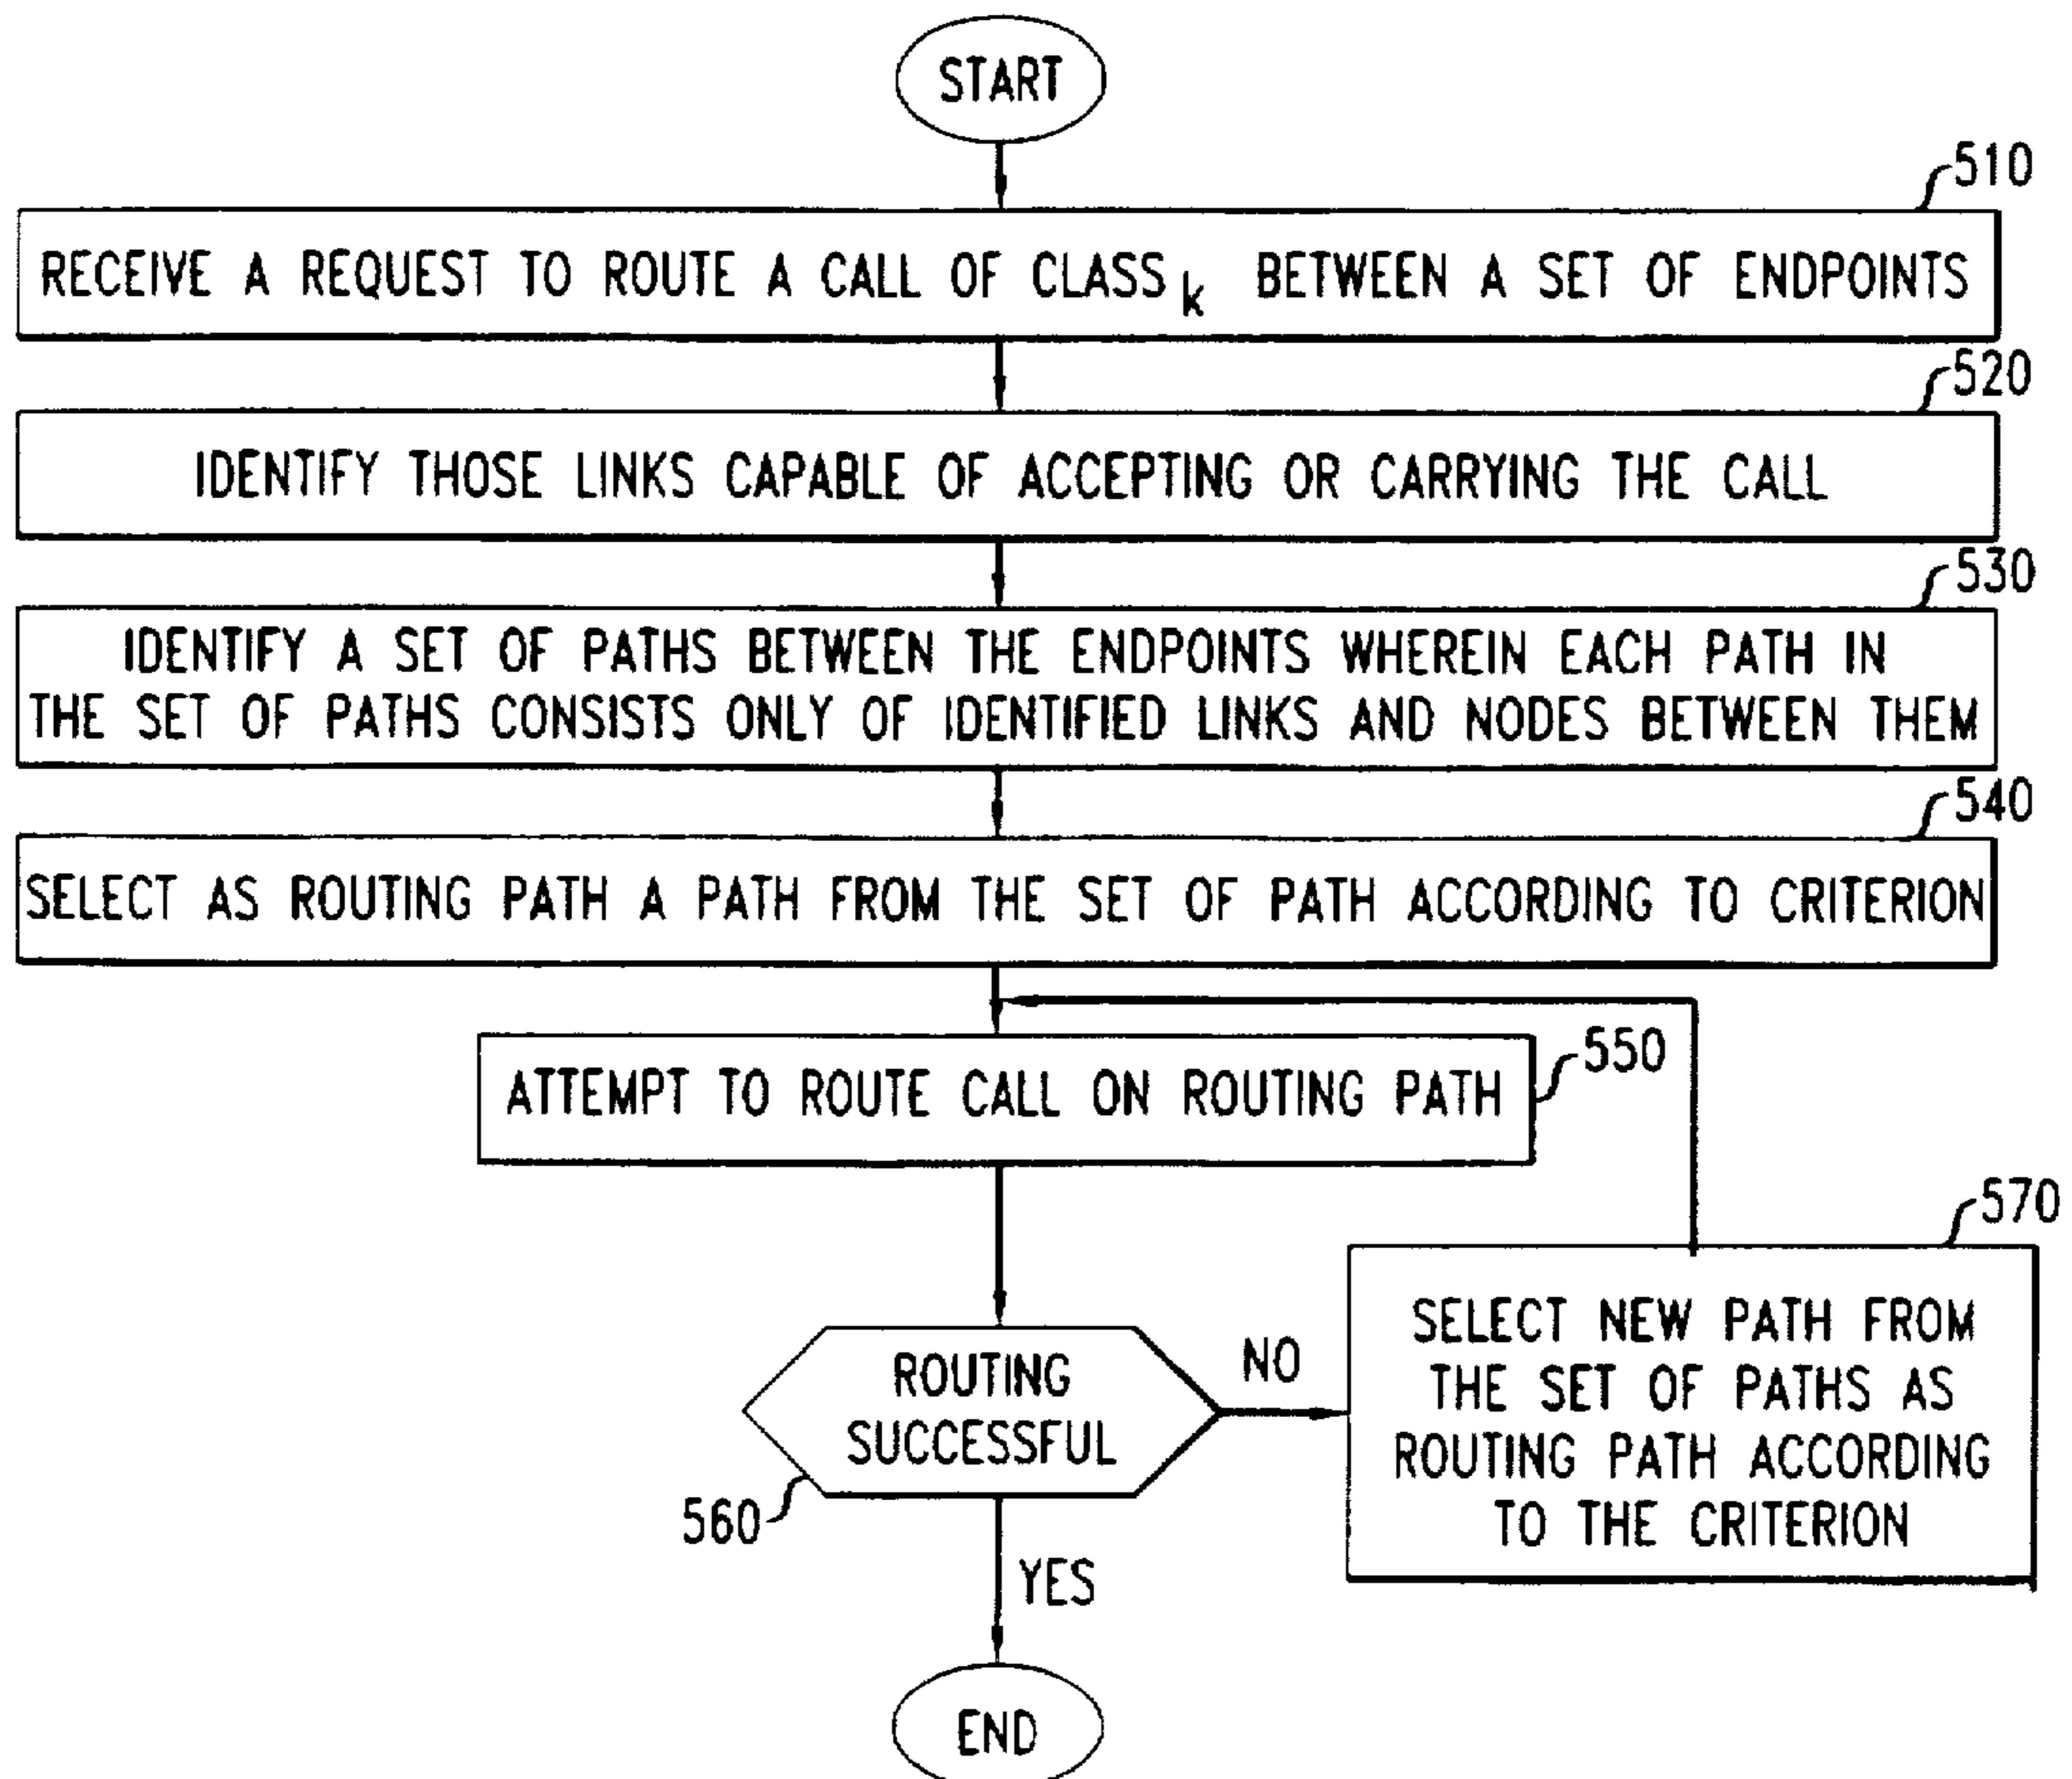 START
510
RECEIVE A REQUEST TO ROUTE A CALL OF CLASS k BETWEEN A SET OF ENDPOINTS
520
IDENTIFY THOSE LINKS CAPABLE OF ACCEPTING OR CARRYING THE CALL
530
IDENTIFY A SET OF PATHS BETWEEN THE ENDPOINTS WHEREIN EACH PATH IN
THE SET OF PATHS CONSISTS ONLY OF IDENTIFIED LINKS AND NODES BETWEEN THEM
540
SELECT AS ROUTING PATH A PATH FROM THE SET OF PATH ACCORDING TO CRITERION
550
ATTEMPT TO ROUTE CALL ON ROUTING PATH
570
SELECT NEW PATH FROM
THE SET OF PATHS AS
ROUTING PATH ACCORDING
TO THE CRITERION
NO
ROUTING
SUCCESSFUL
560
YES
END